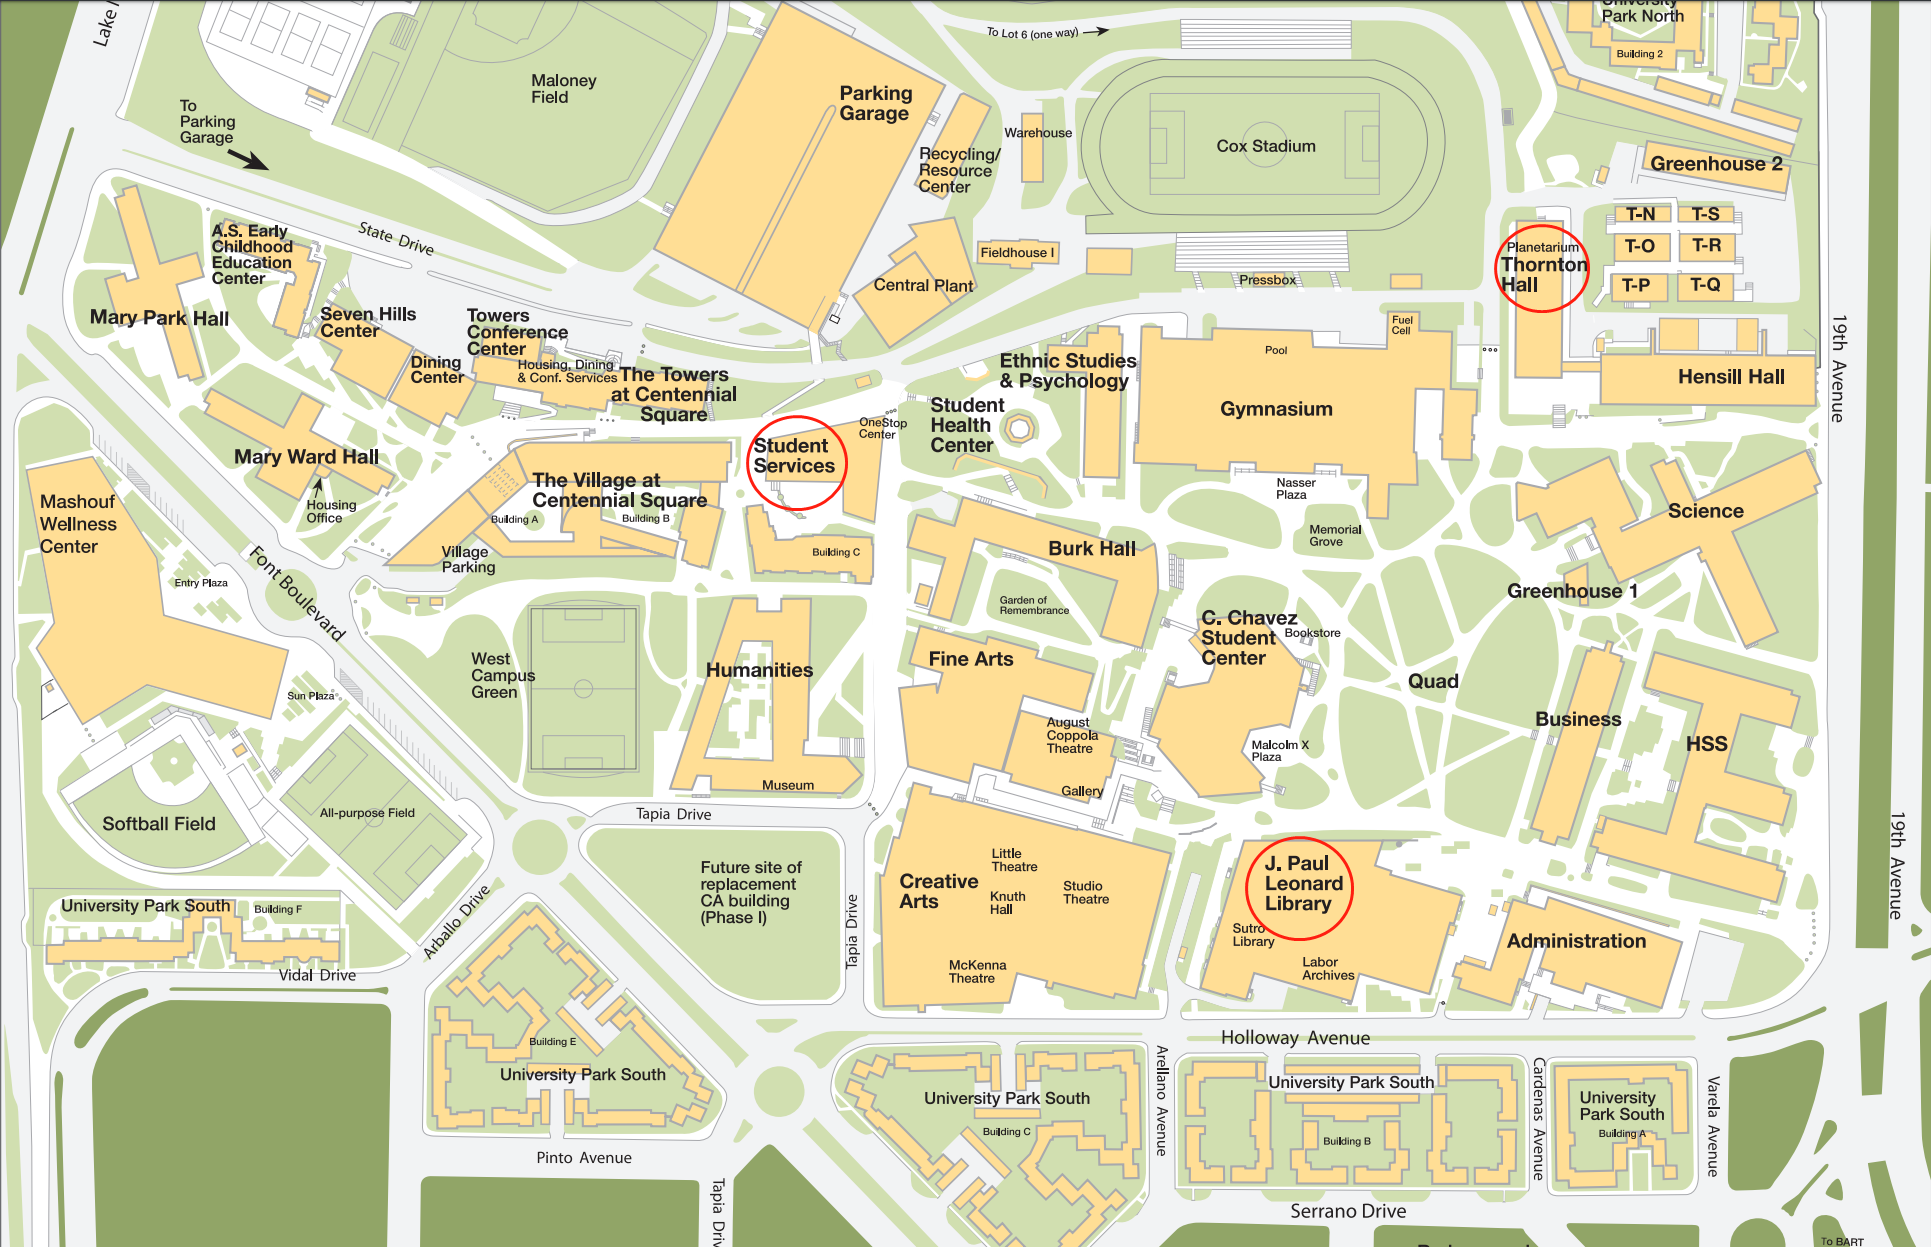 Lake
To Lot 6 (one way)
University
Park North
Building 2
Maloney
Field
Parking
Garage
To
Parking
Garage
Warehouse
Recycling/
Resource
Center
Cox Stadium
Greenhouse 2
T-N
T-S
T-O
T-R
T-P
T-Q
Planetarium
Thornton
Hall
A.S. Early
Childhood
Education
Center
State Drive
Fieldhouse I
Central Plant
Pressbox
Mary Park Hall
Seven Hills
Center
Towers
Conference
Center
Dining
Center
Housing, Dining
& Conf. Services
The Towers
at Centennial
Square
Ethnic Studies
& Psychology
Fuel
Cell
Pool
Gymnasium
Hensill Hall
19th Avenue
Student
Health
Center
OneStop
Center
Student
Services
Mary Ward Hall
Housing
Office
The Village at
Centennial Square
Building A
Building B
Building C
Village
Parking
Mashouf
Wellness
Center
Entry Plaza
Font Boulevard
Nasser
Plaza
Memorial
Grove
Science
Burk Hall
Garden of
Remembrance
Greenhouse 1
C. Chavez
Student
Center
Bookstore
West
Campus
Green
Humanities
Museum
Fine Arts
August
Coppola
Theatre
Gallery
Malcolm X
Plaza
Quad
Business
HSS
Sun Plaza
Softball Field
All-purpose Field
Tapia Drive
Future site of
replacement
CA building
(Phase I)
Tapia Drive
Creative
Arts
Little
Theatre
Knuth
Hall
Studio
Theatre
McKenna
Theatre
J. Paul
Leonard
Library
Sutro
Library
Labor
Archives
Administration
19th Avenue
University Park South
Building F
Arballo Drive
Vidal Drive
Building E
University Park South
Holloway Avenue
University Park South
Building C
Arellano Avenue
University Park South
Building B
Cardenas Avenue
University
Park South
Building A
Varela Avenue
Pinto Avenue
Tapia Driv
Serrano Drive
To BART